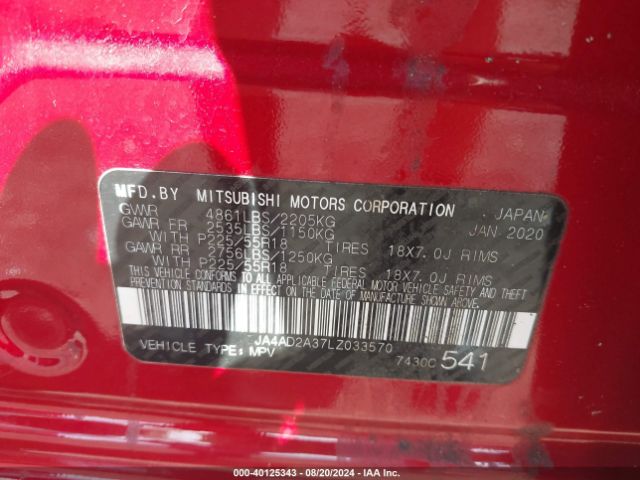 MFD.BY MITSUBISHI MOTORS CORPORATION JAPAN
GVWR 4861LBS/2205KG JAN 2020
GAWR FR 2535LBS/1150KG
WITH P225/55R18 TIRES 18X7.0J RIMS
GAWR RR 2756LBS/1250KG
WITH P225/55R18 TIRES 18X7.0J RIMS
THIS VEHICLE CONFORMS TO ALL APPLICABLE FEDERAL MOTOR VEHICLE SAFETY AND
THEFT PREVENTION STANDARDS IN EFFECT ON THE DATE OF MANUFACTURE SHOWN ABOVE.
JA4AD2A37LZ033570
VEHICLE TYPE: MPV 7430C 541
000-40125343 - 08/20/2024 - IAA Inc.